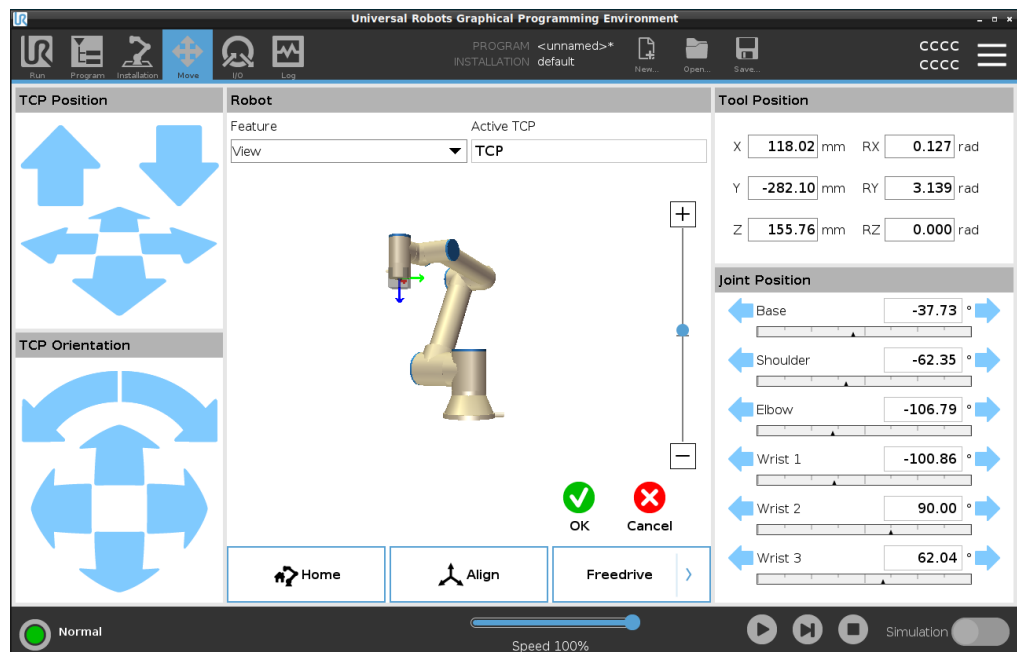 UR
Universal Robots Graphical Programming Environment
UR
Run
Program
Installation
Move
I/O
Log
PROGRAM <unnamed>*
INSTALLATION default
New...
Open...
Save...
CCCC
CCCC
TCP Position
TCP Orientation
Robot
Feature
Active TCP
View
TCP
+
−
OK
Cancel
Home
Align
Freedrive
Tool Position
X 118.02 mm RX 0.127 rad
Y -282.10 mm RY 3.139 rad
Z 155.76 mm RZ 0.000 rad
Joint Position
Base -37.73 °
Shoulder -62.35 °
Elbow -106.79 °
Wrist 1 -100.86 °
Wrist 2 90.00 °
Wrist 3 62.04 °
Normal
Speed 100%
Simulation